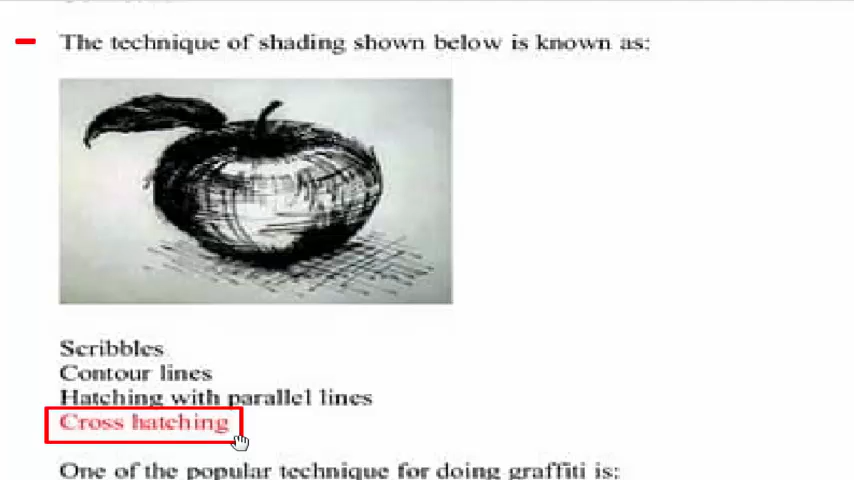 The technique of shading shown below is known as:
Scribbles
Contour lines
Hatching with parallel lines
Cross hatching
One of the popular technique for doing graffiti is: